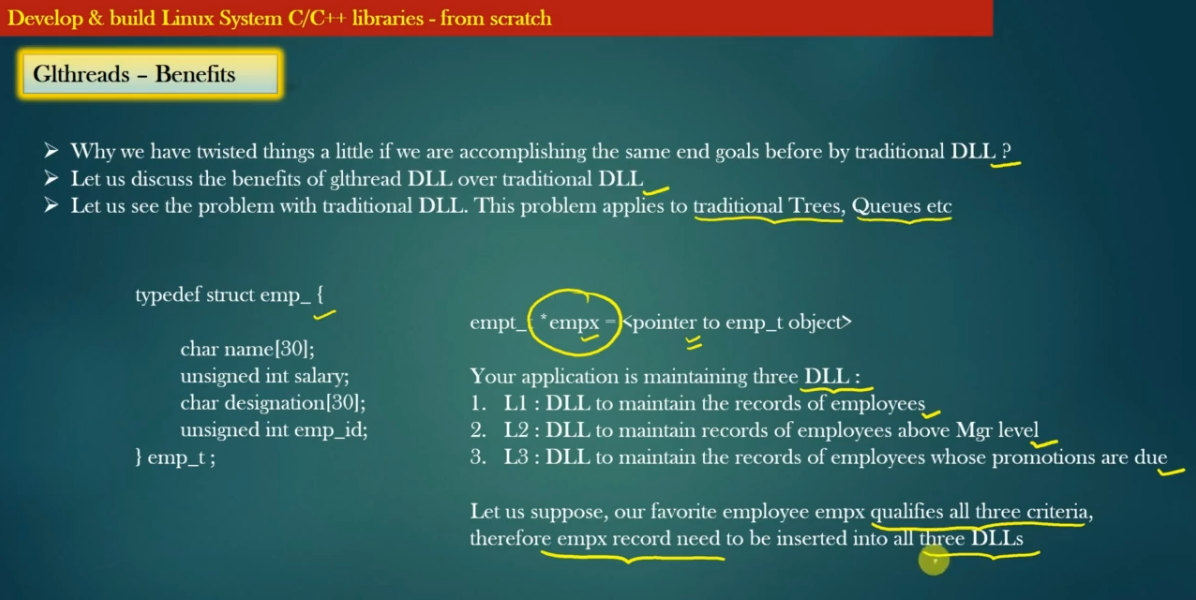 Develop & build Linux System C/C++ libraries - from scratch
Glthreads – Benefits
➤ Why we have twisted things a little if we are accomplishing the same end goals before by traditional DLL ?
➤ Let us discuss the benefits of glthread DLL over traditional DLL
➤ Let us see the problem with traditional DLL. This problem applies to traditional Trees, Queues etc
typedef struct emp_ {
char name[30];
unsigned int salary;
char designation[30];
unsigned int emp_id;
} emp_t ;
empt_ *empx = <pointer to emp_t object>
Your application is maintaining three DLL :
1. L1 : DLL to maintain the records of employees
2. L2 : DLL to maintain records of employees above Mgr level
3. L3 : DLL to maintain the records of employees whose promotions are due
Let us suppose, our favorite employee empx qualifies all three criteria,
therefore empx record need to be inserted into all three DLLs